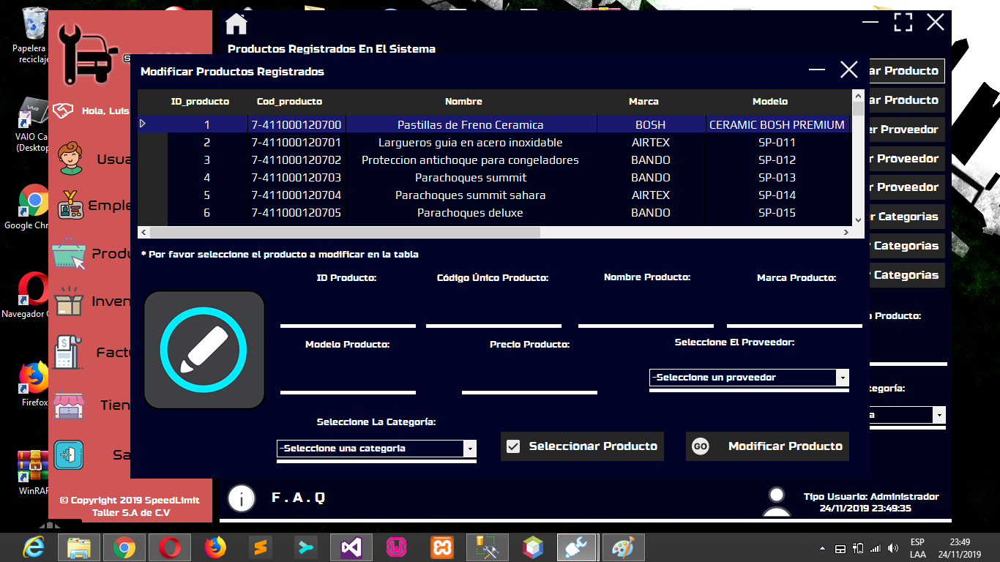 Papelera
reciclaje
VAIO Ca
(Desktop
Google Chr
Navegador
Firefox
WinRAR
Hola, Luis
Usua
Emple
Produ
Inven
Factu
Tien
Sa
© Copyright 2019 SpeedLimit
Taller S.A de C.V
Productos Registrados En El Sistema
ar Producto
ar Producto
er Proveedor
r Proveedor
r Proveedor
er Categorias
r Categorias
r Categorias
o Producto:
tegoría:
a
Modificar Productos Registrados
ID_producto Cod_producto Nombre Marca Modelo
1 7-411000120700 Pastillas de Freno Ceramica BOSH CERAMIC BOSH PREMIUM
2 7-411000120701 Largueros guia en acero inoxidable AIRTEX SP-011
3 7-411000120702 Proteccion antichoque para congeladores BANDO SP-012
4 7-411000120703 Parachoques summit BANDO SP-013
5 7-411000120704 Parachoques summit sahara AIRTEX SP-014
6 7-411000120705 Parachoques deluxe BANDO SP-015
* Por favor seleccione el producto a modificar en la tabla
ID Producto: Código Único Producto: Nombre Producto: Marca Producto:
Modelo Producto: Precio Producto: Seleccione El Proveedor:
-Seleccione un proveedor
Seleccione La Categoría:
-Seleccione una categoria
Seleccionar Producto
GO Modificar Producto
F.A.Q
Tipo Usuario: Administrador
24/11/2019 23:49:35
ESP
LAA
23:49
24/11/2019